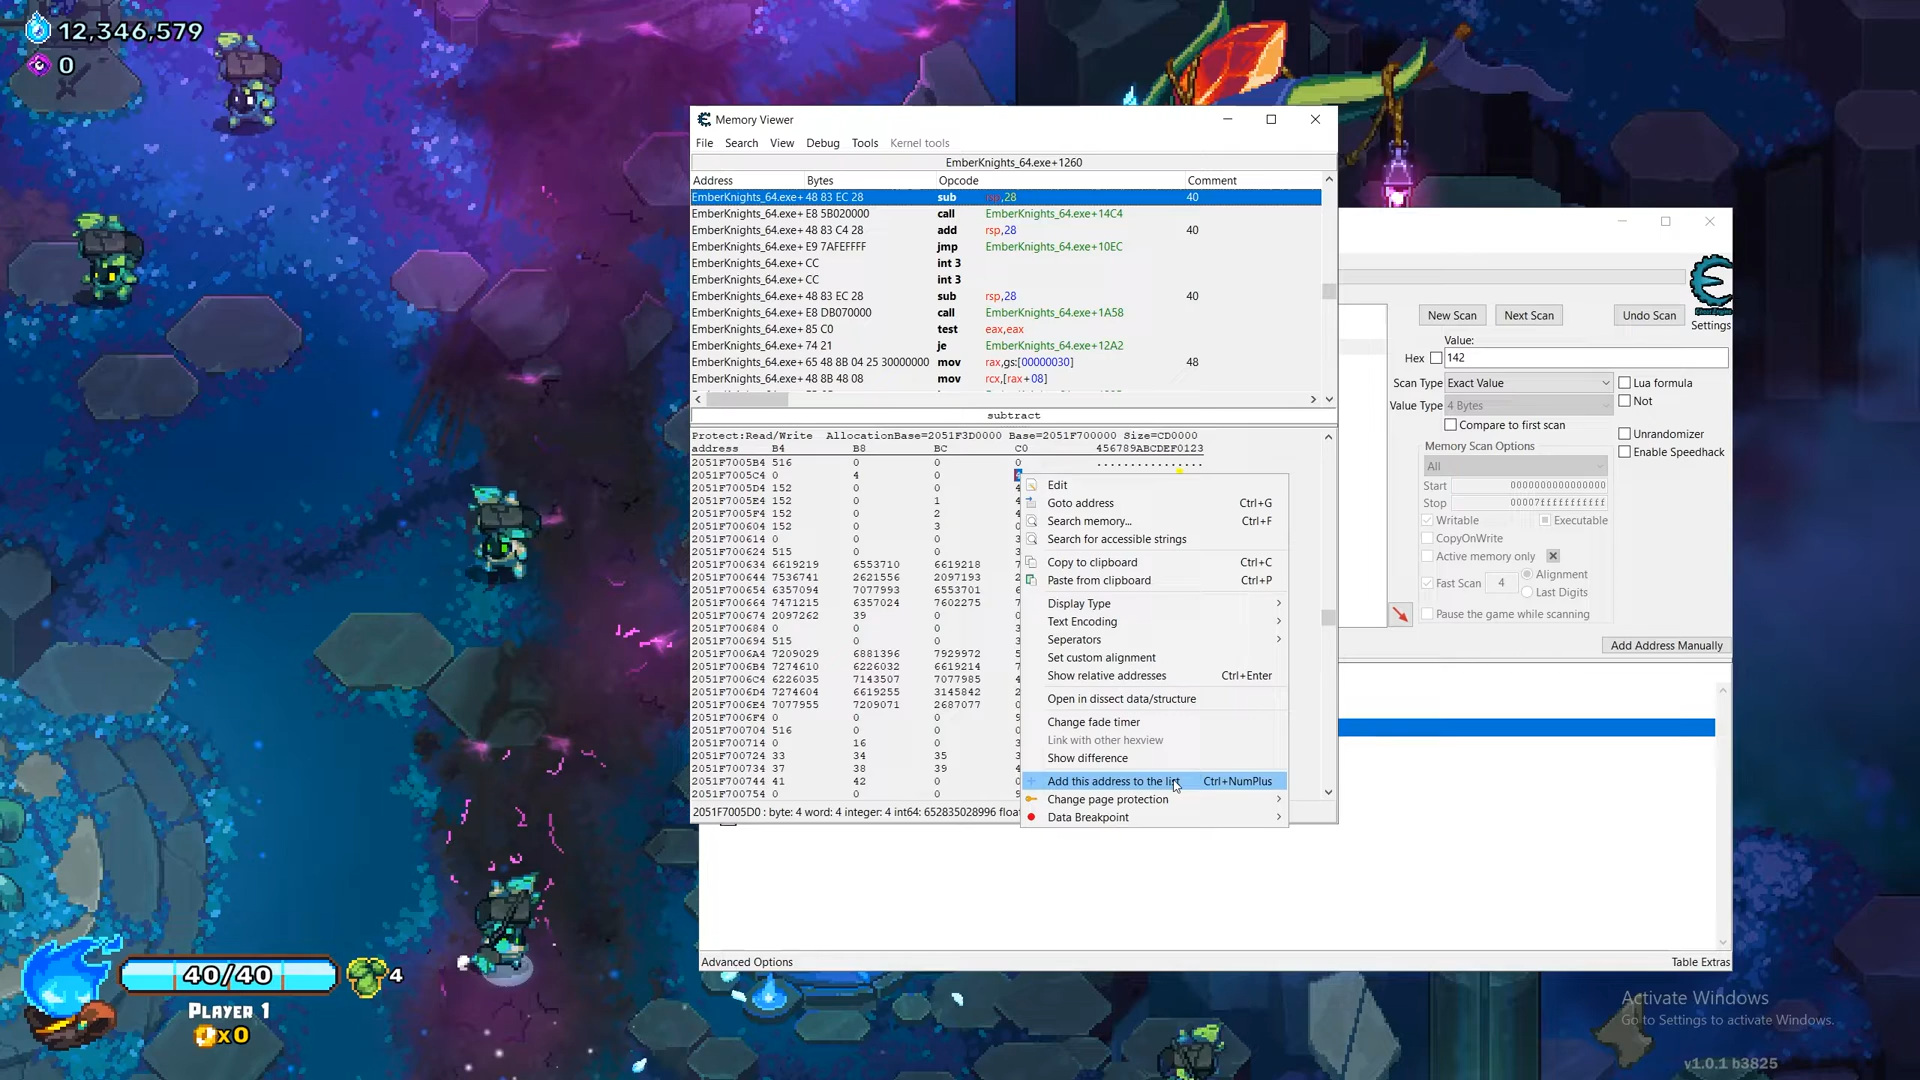 12,346,579
0
Memory Viewer
File Search View Debug Tools Kernel tools
EmberKnights_64.exe+1260
Address Bytes Opcode Comment
EmberKnights_64.exe+ 48 83 EC 28 sub rsp,28 40
EmberKnights_64.exe+ E8 5B020000 call EmberKnights_64.exe+14C4
EmberKnights_64.exe+ 48 83 C4 28 add rsp,28 40
EmberKnights_64.exe+ E9 7AFEFFFF jmp EmberKnights_64.exe+10EC
EmberKnights_64.exe+ CC int 3
EmberKnights_64.exe+ CC int 3
EmberKnights_64.exe+ 48 83 EC 28 sub rsp,28 40
EmberKnights_64.exe+ E8 DB070000 call EmberKnights_64.exe+1A58
EmberKnights_64.exe+ 85 C0 test eax,eax
EmberKnights_64.exe+ 74 21 je EmberKnights_64.exe+12A2
EmberKnights_64.exe+ 65 48 8B 04 25 30000000 mov rax,gs:[00000030] 48
EmberKnights_64.exe+ 48 8B 48 08 mov rcx,[rax+08]
subtract
Protect:Read/Write AllocationBase=2051F3D0000 Base=2051F700000 Size=CD0000
address B4 B8 BC C0 456789ABCDEF0123
2051F7005B4 516 0 0 0 ................
2051F7005C4 0 4 0
2051F7005D4 152 0 0
2051F7005E4 152 0 1
2051F7005F4 152 0 2
2051F700604 152 0 3
2051F700614 0 0 0
2051F700624 515 0 0
2051F700634 6619219 6553710 6619218
2051F700644 7536741 2621556 2097193
2051F700654 6357094 7077993 6553701
2051F700664 7471215 6357024 7602275
2051F700674 2097262 39 0
2051F700684 0 0 0
2051F700694 515 0 0
2051F7006A4 7209029 6881396 7929972
2051F7006B4 7274610 6226032 6619214
2051F7006C4 6226035 7143507 7077985
2051F7006D4 7274604 6619255 3145842
2051F7006E4 7077955 7209071 2687077
2051F7006F4 0 0 0
2051F700704 516 0 0
2051F700714 0 16 0
2051F700724 33 34 35
2051F700734 37 38 39
2051F700744 41 42 0
2051F700754 0 0 0
2051F7005D0 : byte: 4 word: 4 integer: 4 int64: 652835028996 float
Edit
Goto address Ctrl+G
Search memory... Ctrl+F
Search for accessible strings
Copy to clipboard Ctrl+C
Paste from clipboard Ctrl+P
Display Type
Text Encoding
Seperators
Set custom alignment
Show relative addresses Ctrl+Enter
Open in dissect data/structure
Change fade timer
Link with other hexview
Show difference
Add this address to the list Ctrl+NumPlus
Change page protection
Data Breakpoint
New Scan Next Scan Undo Scan
Settings
Value:
Hex 142
Scan Type Exact Value
Lua formula
Value Type 4 Bytes
Not
Compare to first scan
Memory Scan Options
Unrandomizer
All
Enable Speedhack
Start 0000000000000000
Stop 00007fffffffffff
Writable Executable
CopyOnWrite
Active memory only
Fast Scan 4 Alignment
Last Digits
Pause the game while scanning
Add Address Manually
Advanced Options Table Extras
40/40 4
PLAYER 1
x0
Activate Windows
Go to Settings to activate Windows.
v1.0.1 b3825